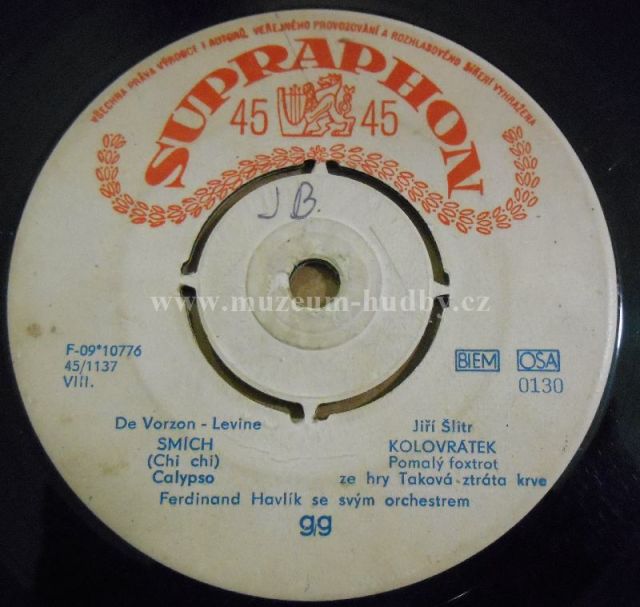 VŠECHNA PRÁVA VÝROBCE I AUTORŮ VEŘEJNÉHO PROVOZOVÁNÍ A ROZHLASOVÉHO ŠÍŘENÍ VYHRAŽENA
SUPRAPHON
45 45
J B.
www.muzeum-hudby.cz
F-09*10776
45/1137
VIII.
BIEM OSA
0130
De Vorzon - Levine
SMÍCH
(Chi chi)
Calypso
Jiří Šlitr
KOLOVRÁTEK
Pomalý foxtrot
ze hry Taková ztráta krve
Ferdinand Havlík se svým orchestrem
g/g